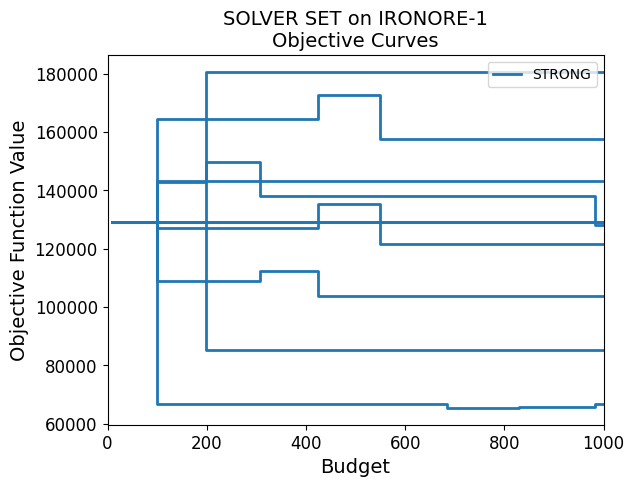 SOLVER SET on IRONORE-1
Objective Curves
STRONG
Objective Function Value
180000
160000
140000
120000
100000
80000
60000
0 200 400 600 800 1000
Budget